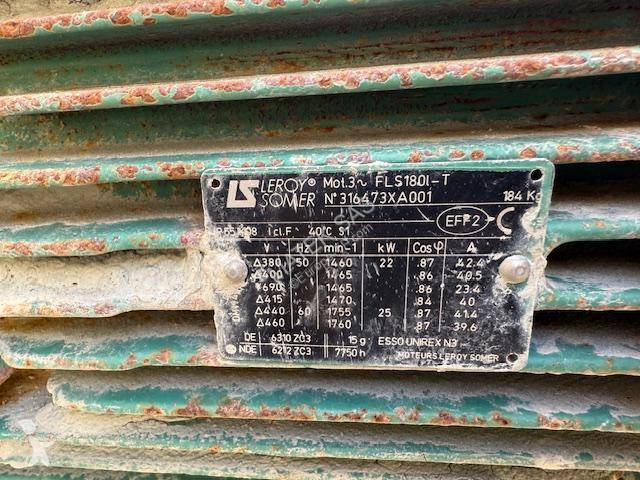 LS LEROY® SOMER Mot.3~ FLS180L-T
N° 316473XA001 184 Kg
IP55 IK08 I cl.F 40°C S1 EFF2 CE
V Hz min-1 kW Cos φ A
Δ380 50 1460 22 .87 42.4
Δ400 1465 .86 40.5
1465 .86 23.4
Δ415 1470 .84 40
Δ440 60 1755 25 .87 41.4
Δ460 1760 .87 39.6
DE 6310 ZC3 15g ESSO UNIREX N3
NDE 6212 ZC3 7750h MOTEURS LEROY SOMER